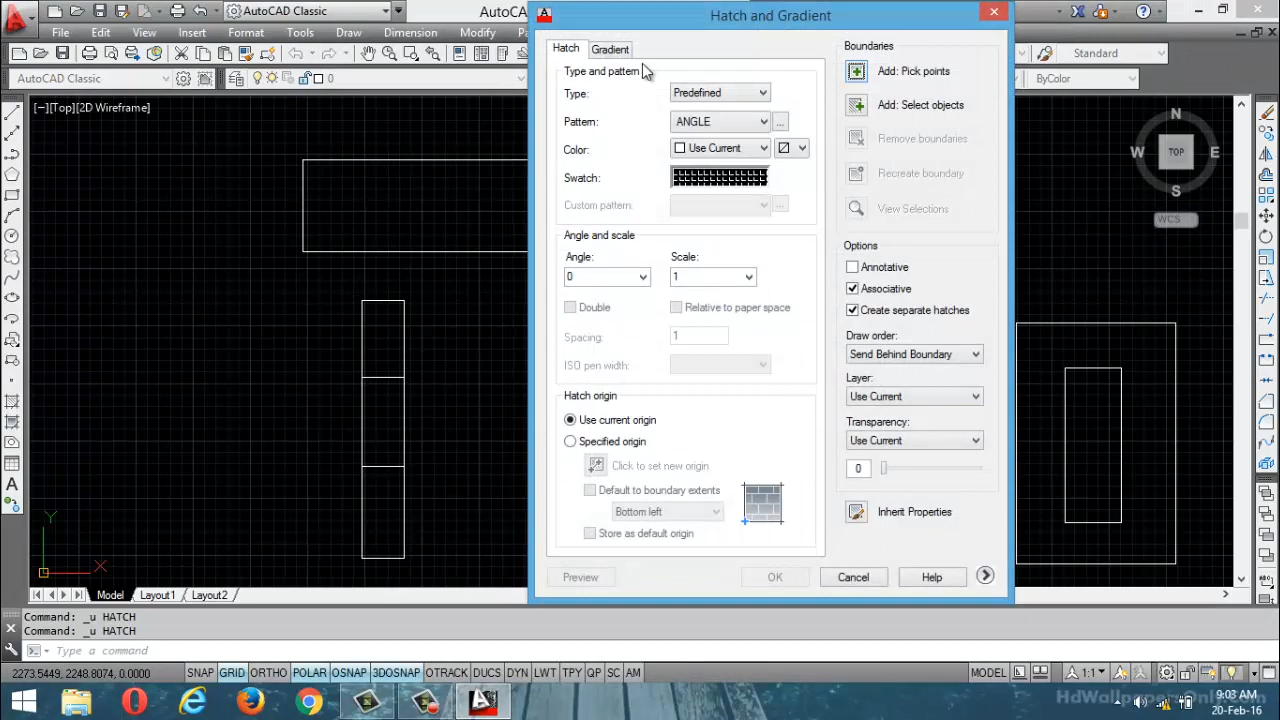 AutoCAD Classic
AutoCAD
Hatch and Gradient
File
Edit
View
Insert
Format
Tools
Draw
Dimension
Modify
AutoCAD Classic
0
Standard
ByColor
[−][Top][2D Wireframe]
Hatch
Gradient
Type and pattern
Type:
Predefined
Pattern:
ANGLE
...
Color:
Use Current
Swatch:
Custom pattern:
...
Angle and scale
Angle:
Scale:
0
1
Double
Relative to paper space
Spacing:
1
ISO pen width:
Hatch origin
Use current origin
Specified origin
Click to set new origin
Default to boundary extents
Bottom left
Store as default origin
Preview
OK
Cancel
Help
Boundaries
Add: Pick points
Add: Select objects
Remove boundaries
Recreate boundary
View Selections
Options
Annotative
Associative
Create separate hatches
Draw order:
Send Behind Boundary
Layer:
Use Current
Transparency:
Use Current
0
Inherit Properties
N
W
TOP
E
S
WCS
Y
X
Model
Layout1
Layout2
Command: _u HATCH
Command: _u HATCH
Type a command
2273.5449, 2248.8074, 0.0000
SNAP
GRID
ORTHO
POLAR
OSNAP
3DOSNAP
OTRACK
DUCS
DYN
LWT
TPY
QP
SC
AM
MODEL
1:1
HdWallpapersOnly.com
9:03 AM
20-Feb-16